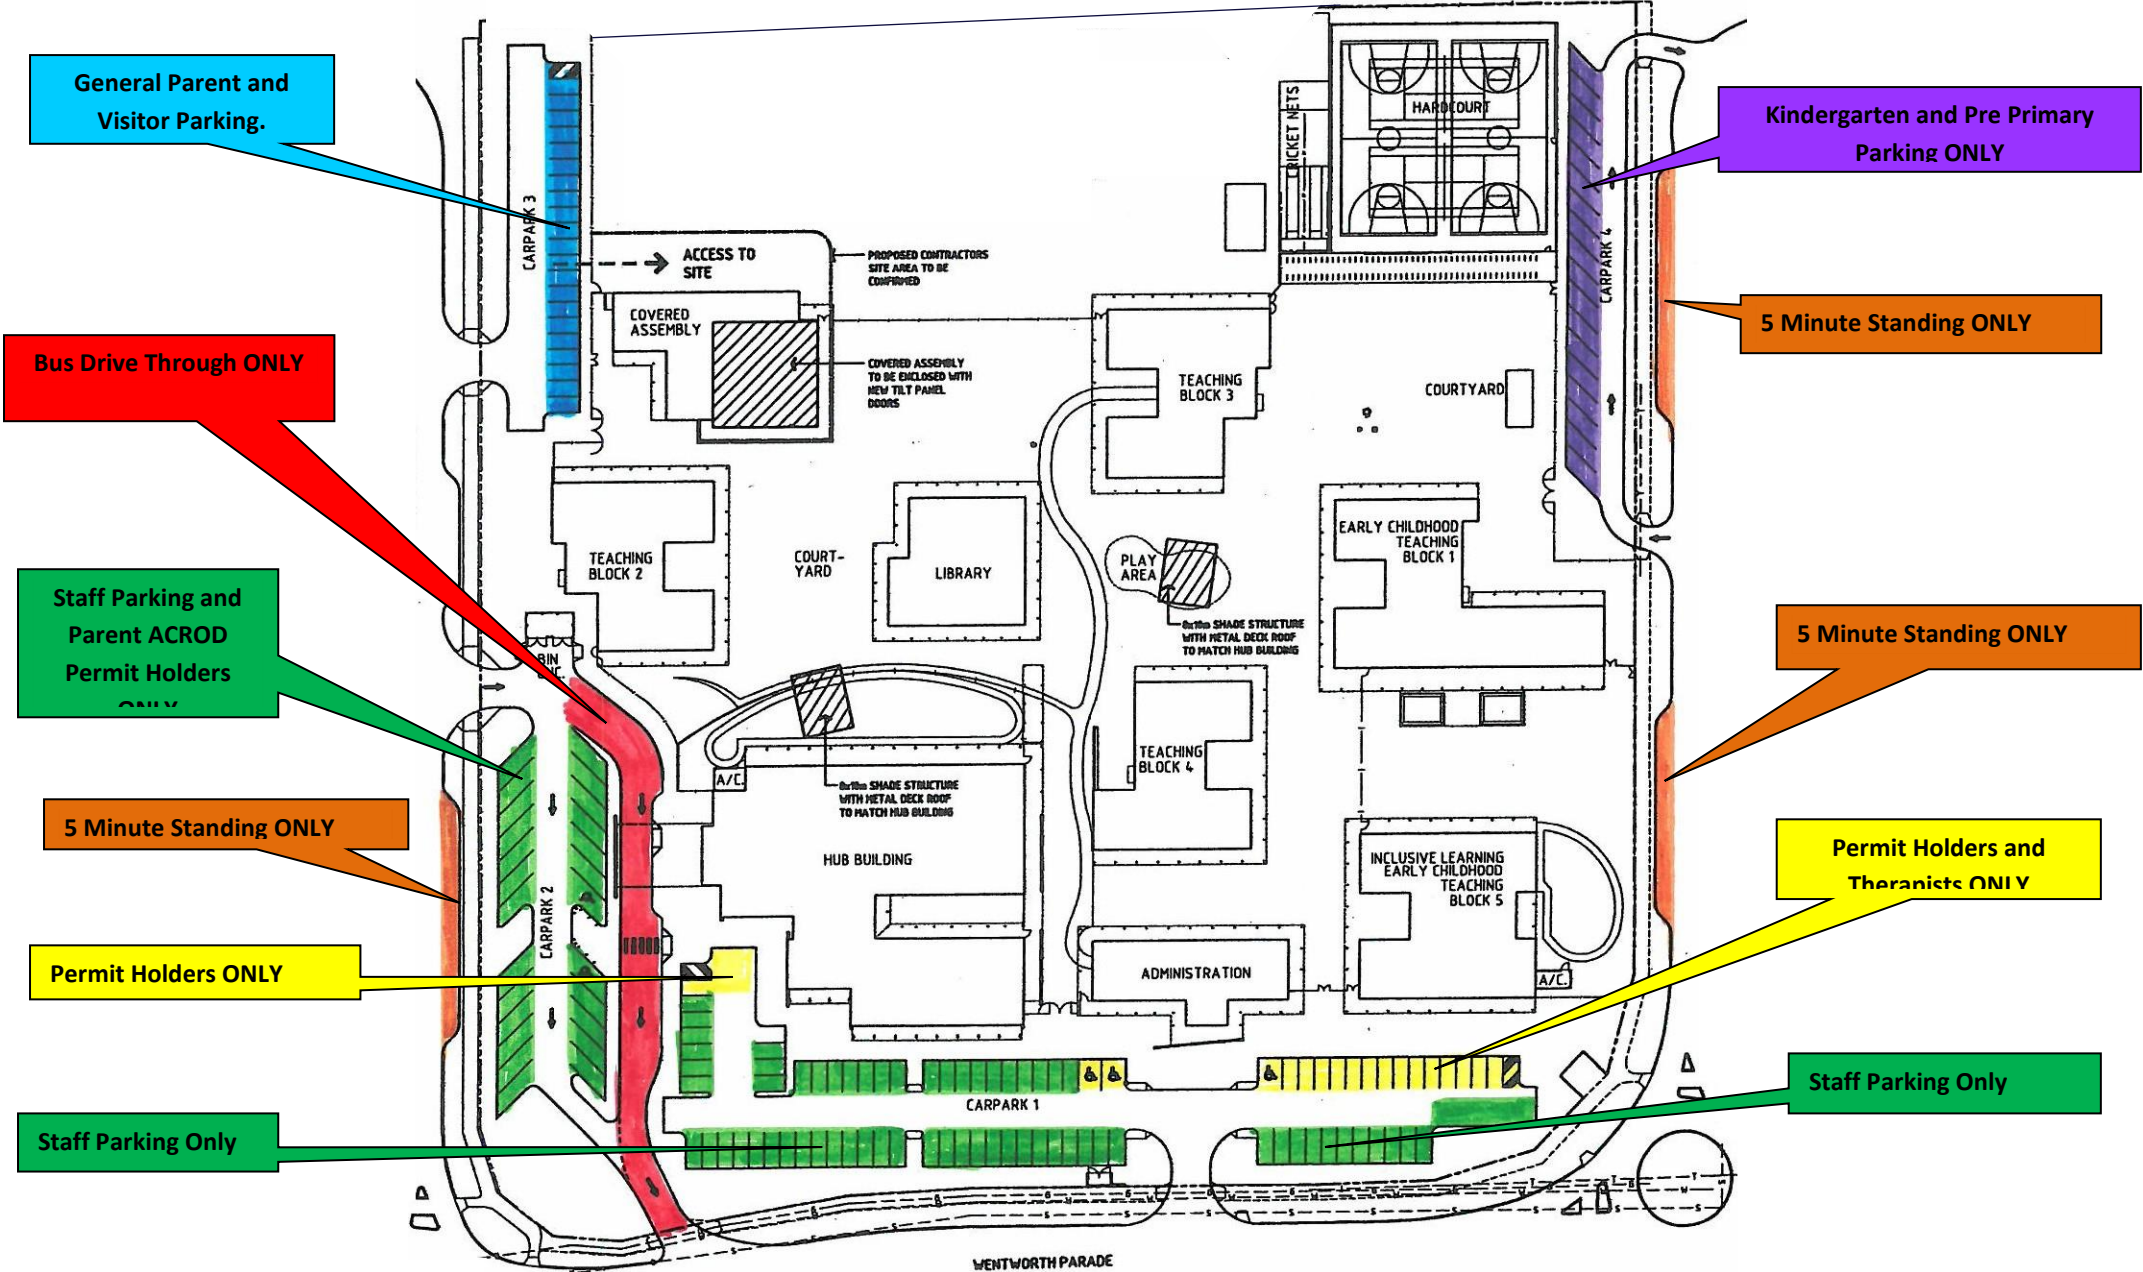 General Parent and
Visitor Parking.
Bus Drive Through ONLY
Staff Parking and
Parent ACROD
Permit Holders
ONLY
5 Minute Standing ONLY
Permit Holders ONLY
Staff Parking Only
Kindergarten and Pre Primary
Parking ONLY
5 Minute Standing ONLY
5 Minute Standing ONLY
Permit Holders and
Therapists ONLY
Staff Parking Only
CARPARK 3
ACCESS TO
SITE
PROPOSED CONTRACTORS
SITE AREA TO BE
CONFIRMED
COVERED
ASSEMBLY
COVERED ASSEMBLY
TO BE ENCLOSED WITH
NEW TILT PANEL
DOORS
CRICKET NETS
HARDCOURT
CARPARK 4
TEACHING
BLOCK 3
COURTYARD
TEACHING
BLOCK 2
COURT-
YARD
LIBRARY
PLAY
AREA
8x10m SHADE STRUCTURE
WITH METAL DECK ROOF
TO MATCH HUB BUILDING
EARLY CHILDHOOD
TEACHING
BLOCK 1
BIN
A/C.
8x10m SHADE STRUCTURE
WITH METAL DECK ROOF
TO MATCH HUB BUILDING
TEACHING
BLOCK 4
HUB BUILDING
INCLUSIVE LEARNING
EARLY CHILDHOOD
TEACHING
BLOCK 5
A/C.
CARPARK 2
ADMINISTRATION
CARPARK 1
WENTWORTH PARADE